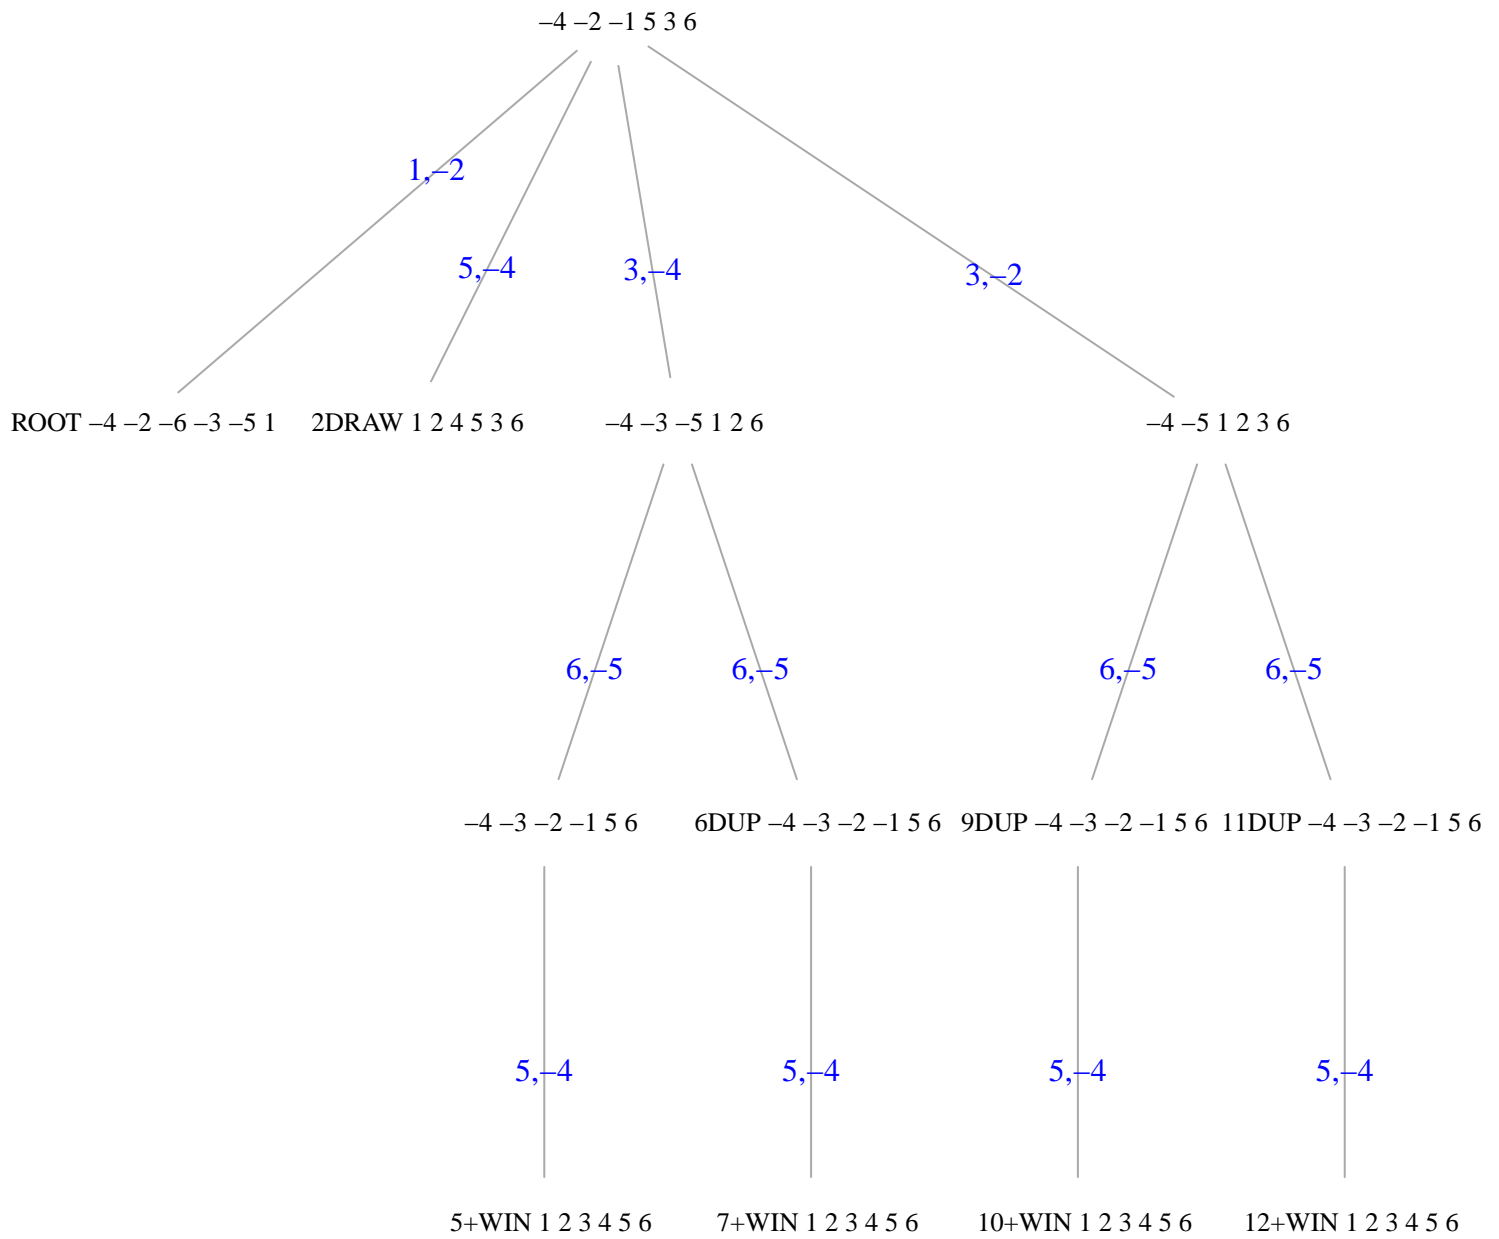 –4 –2 –1 5 3 6
1,–2
5,–4
3,–4
3,–2
ROOT –4 –2 –6 –3 –5 1
2DRAW 1 2 4 5 3 6
–4 –3 –5 1 2 6
–4 –5 1 2 3 6
6,–5
6,–5
6,–5
6,–5
–4 –3 –2 –1 5 6
6DUP –4 –3 –2 –1 5 6
9DUP –4 –3 –2 –1 5 6
11DUP –4 –3 –2 –1 5 6
5,–4
5,–4
5,–4
5,–4
5+WIN 1 2 3 4 5 6
7+WIN 1 2 3 4 5 6
10+WIN 1 2 3 4 5 6
12+WIN 1 2 3 4 5 6